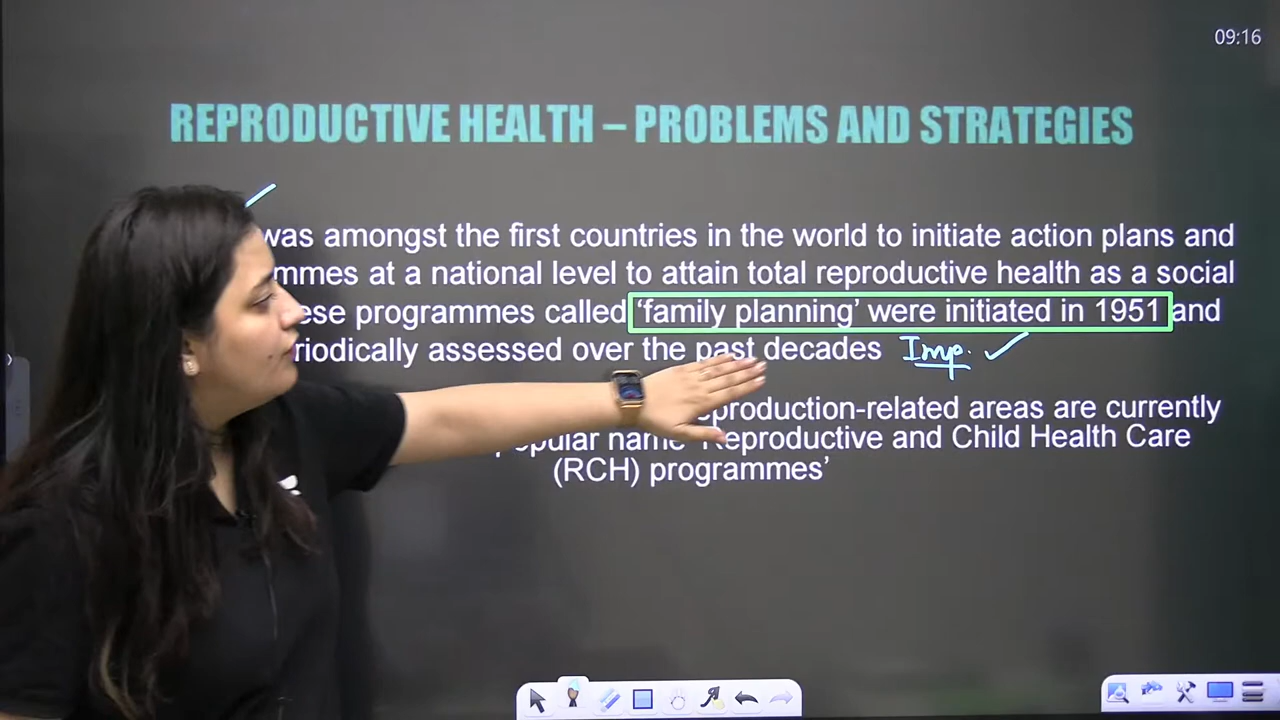 09:16
REPRODUCTIVE HEALTH – PROBLEMS AND STRATEGIES
was amongst the first countries in the world to initiate action plans and
mmes at a national level to attain total reproductive health as a social
ese programmes called ‘family planning’ were initiated in 1951 and
riodically assessed over the past decades Imp.
production-related areas are currently
opular name ‘Reproductive and Child Health Care
(RCH) programmes’